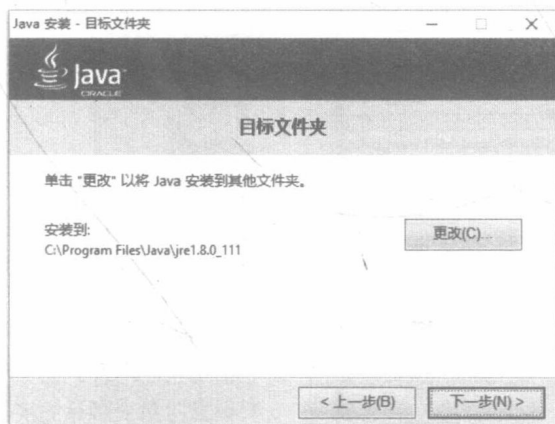 Java 安装 - 目标文件夹
Java
ORACLE
目标文件夹
单击 "更改" 以将 Java 安装到其他文件夹。
安装到:
C:\Program Files\Java\jre1.8.0_111
更改(C)...
< 上一步(B)
下一步(N) >